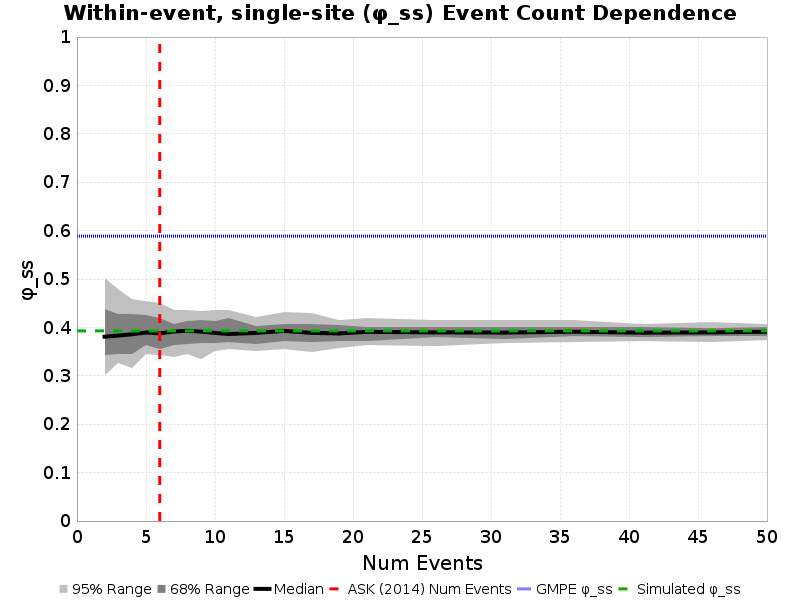 Within-event, single-site (φ_ss) Event Count Dependence
1
0.9
0.8
0.7
0.6
0.5
0.4
0.3
0.2
0.1
0
φ_ss
0 5 10 15 20 25 30 35 40 45 50
Num Events
95% Range 68% Range Median ASK (2014) Num Events GMPE φ_ss Simulated φ_ss